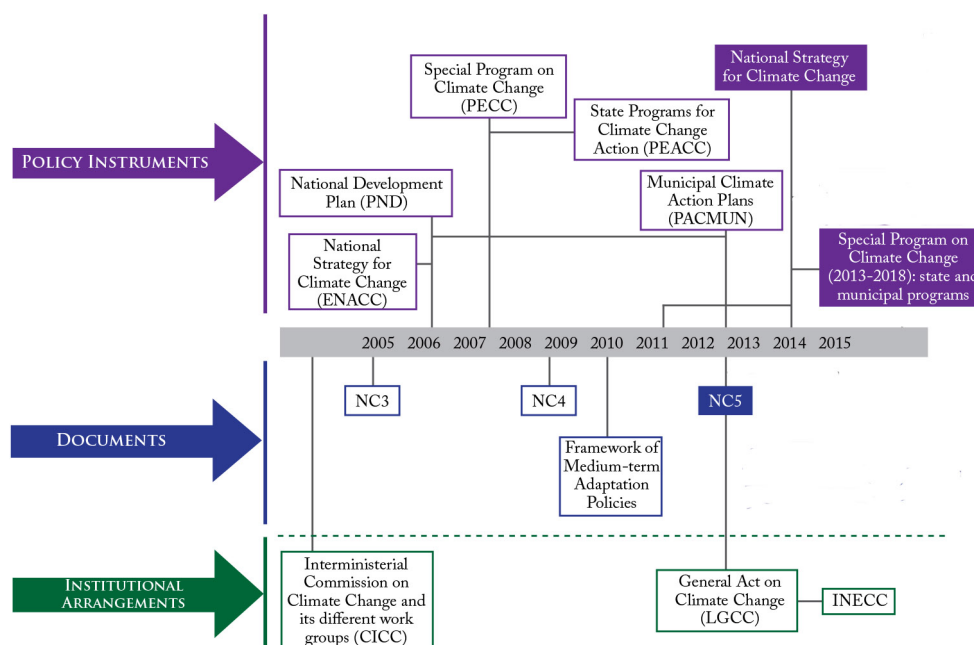 POLICY INSTRUMENTS
National Strategy
for Climate Change
Special Program on
Climate Change
(PECC)
State Programs for
Climate Change
Action (PEACC)
National Development
Plan (PND)
Municipal Climate
Action Plans
(PACMUN)
National
Strategy for
Climate Change
(ENACC)
Special Program on
Climate Change
(2013-2018): state and
municipal programs
2005 2006 2007 2008 2009 2010 2011 2012 2013 2014 2015
DOCUMENTS
NC3
NC4
NC5
Framework of
Medium-term
Adaptation
Policies
INSTITUTIONAL
ARRANGEMENTS
Interministerial
Commission on
Climate Change and
its different work
groups (CICC)
General Act on
Climate Change
(LGCC)
INECC